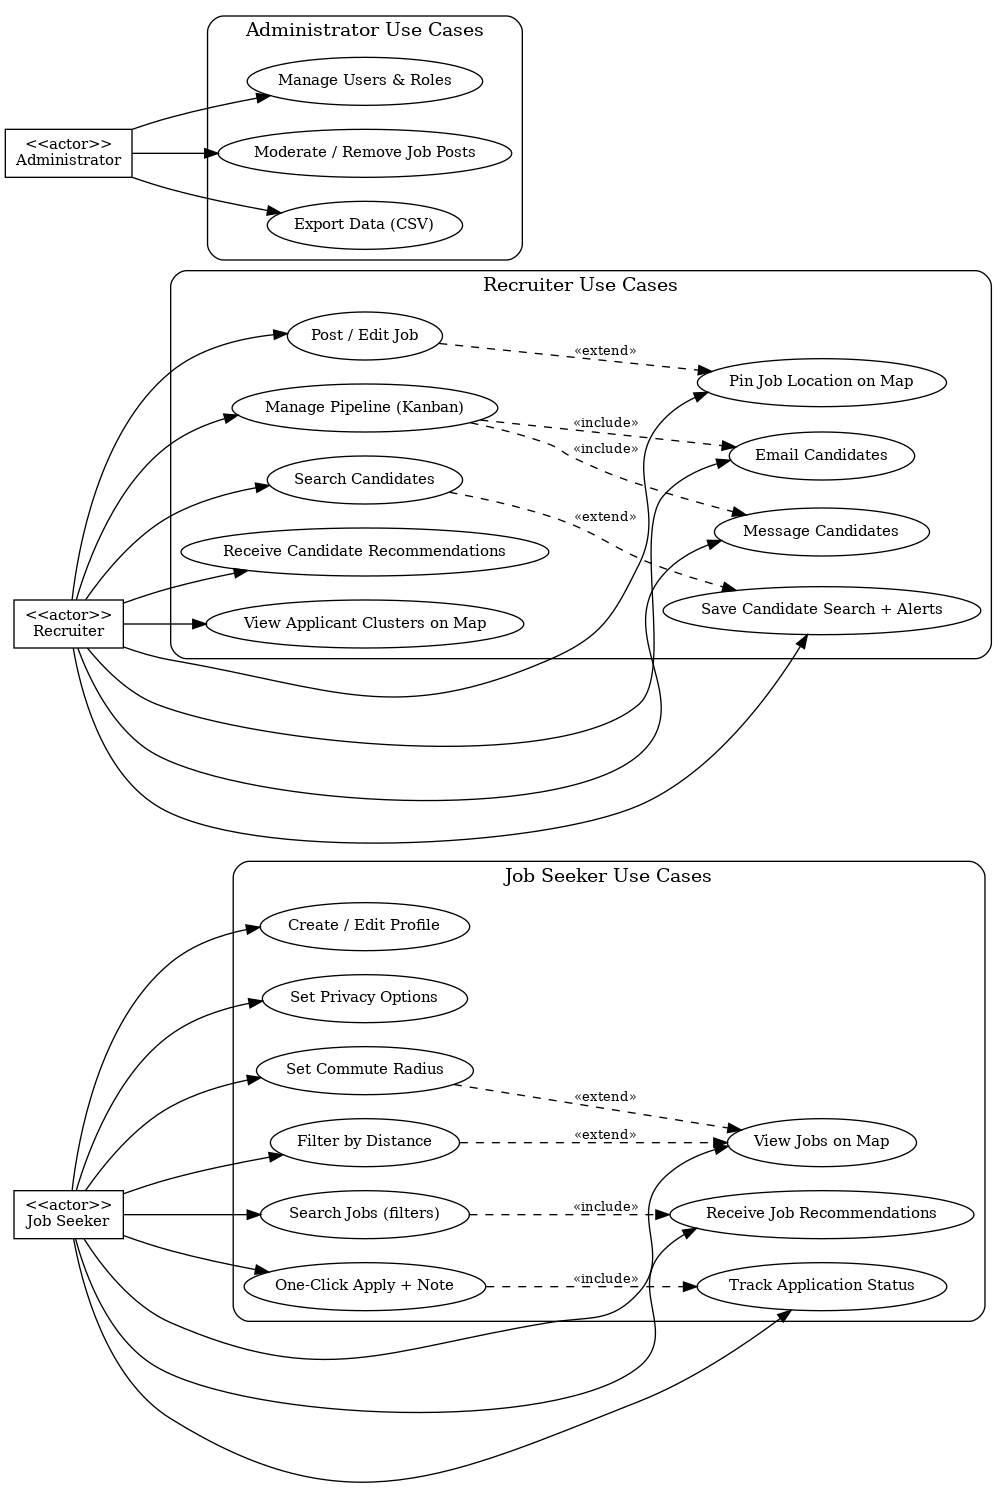 Administrator Use Cases
Manage Users & Roles
<<actor>>
Administrator
Moderate / Remove Job Posts
Export Data (CSV)
Recruiter Use Cases
Post / Edit Job
«extend»
Pin Job Location on Map
Manage Pipeline (Kanban)
«include»
«include»
Email Candidates
Search Candidates
«extend»
Message Candidates
Receive Candidate Recommendations
<<actor>>
Recruiter
View Applicant Clusters on Map
Save Candidate Search + Alerts
Job Seeker Use Cases
Create / Edit Profile
Set Privacy Options
Set Commute Radius
«extend»
Filter by Distance
«extend»
View Jobs on Map
<<actor>>
Job Seeker
Search Jobs (filters)
«include»
Receive Job Recommendations
One-Click Apply + Note
«include»
Track Application Status